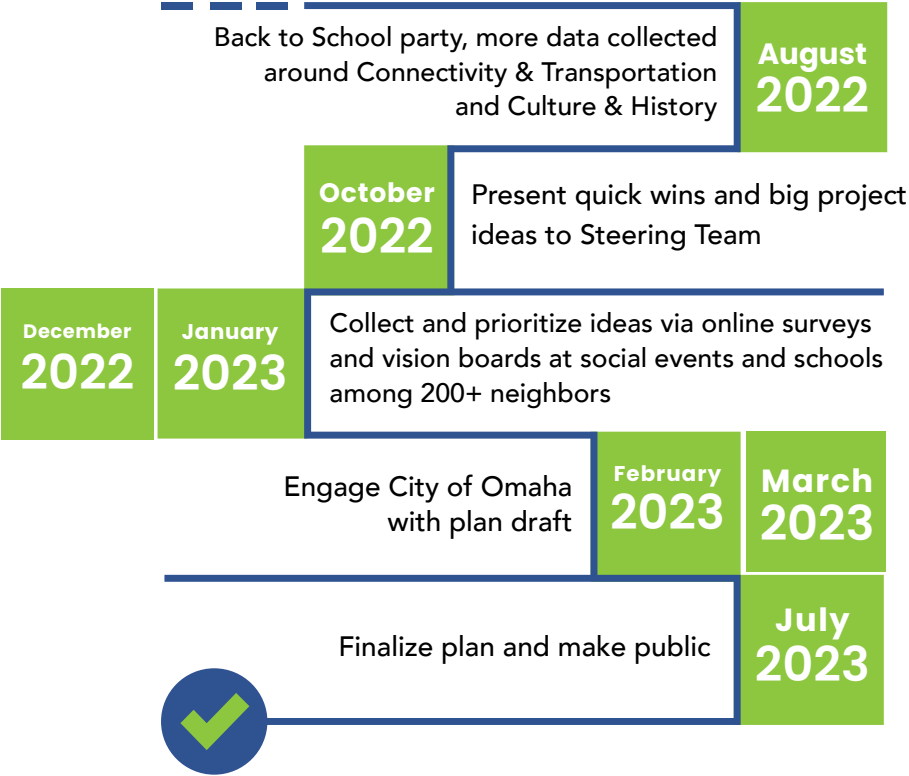 Back to School party, more data collected
around Connectivity & Transportation
and Culture & History
August
2022
October
2022
Present quick wins and big project
ideas to Steering Team
December
2022
January
2023
Collect and prioritize ideas via online surveys
and vision boards at social events and schools
among 200+ neighbors
Engage City of Omaha
with plan draft
February
2023
March
2023
Finalize plan and make public
July
2023